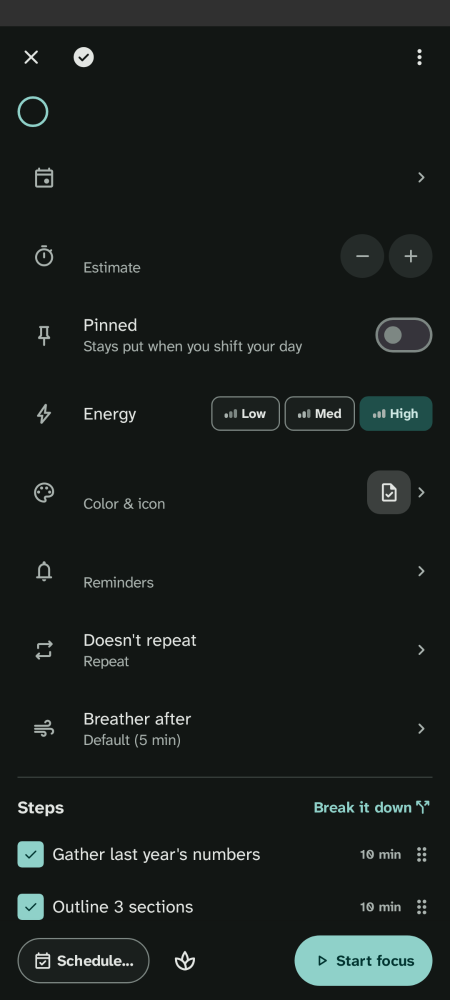 Estimate
Pinned
Stays put when you shift your day
Energy
Low
Med
High
Color & icon
Reminders
Doesn't repeat
Repeat
Breather after
Default (5 min)
Steps
Break it down
Gather last year's numbers
10 min
Outline 3 sections
10 min
Schedule...
Start focus